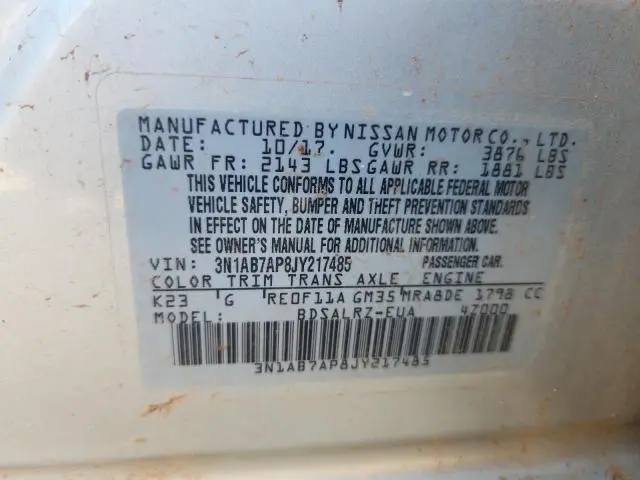 MANUFACTURED BY NISSAN MOTOR CO., LTD.
DATE: 10/17. GVWR: 3876 LBS
GAWR FR: 2143 LBS GAWR RR: 1881 LBS
THIS VEHICLE CONFORMS TO ALL APPLICABLE FEDERAL MOTOR
VEHICLE SAFETY, BUMPER AND THEFT PREVENTION STANDARDS
IN EFFECT ON THE DATE OF MANUFACTURE SHOWN ABOVE.
SEE OWNER'S MANUAL FOR ADDITIONAL INFORMATION.
VIN: 3N1AB7AP8JY217485 PASSENGER CAR.
COLOR TRIM TRANS AXLE ENGINE
K23 G RE0F11A GM35 MRA8DE 1798 CC
MODEL: BDSALRZ-EUA 4Z000
3N1AB7AP8JY217485